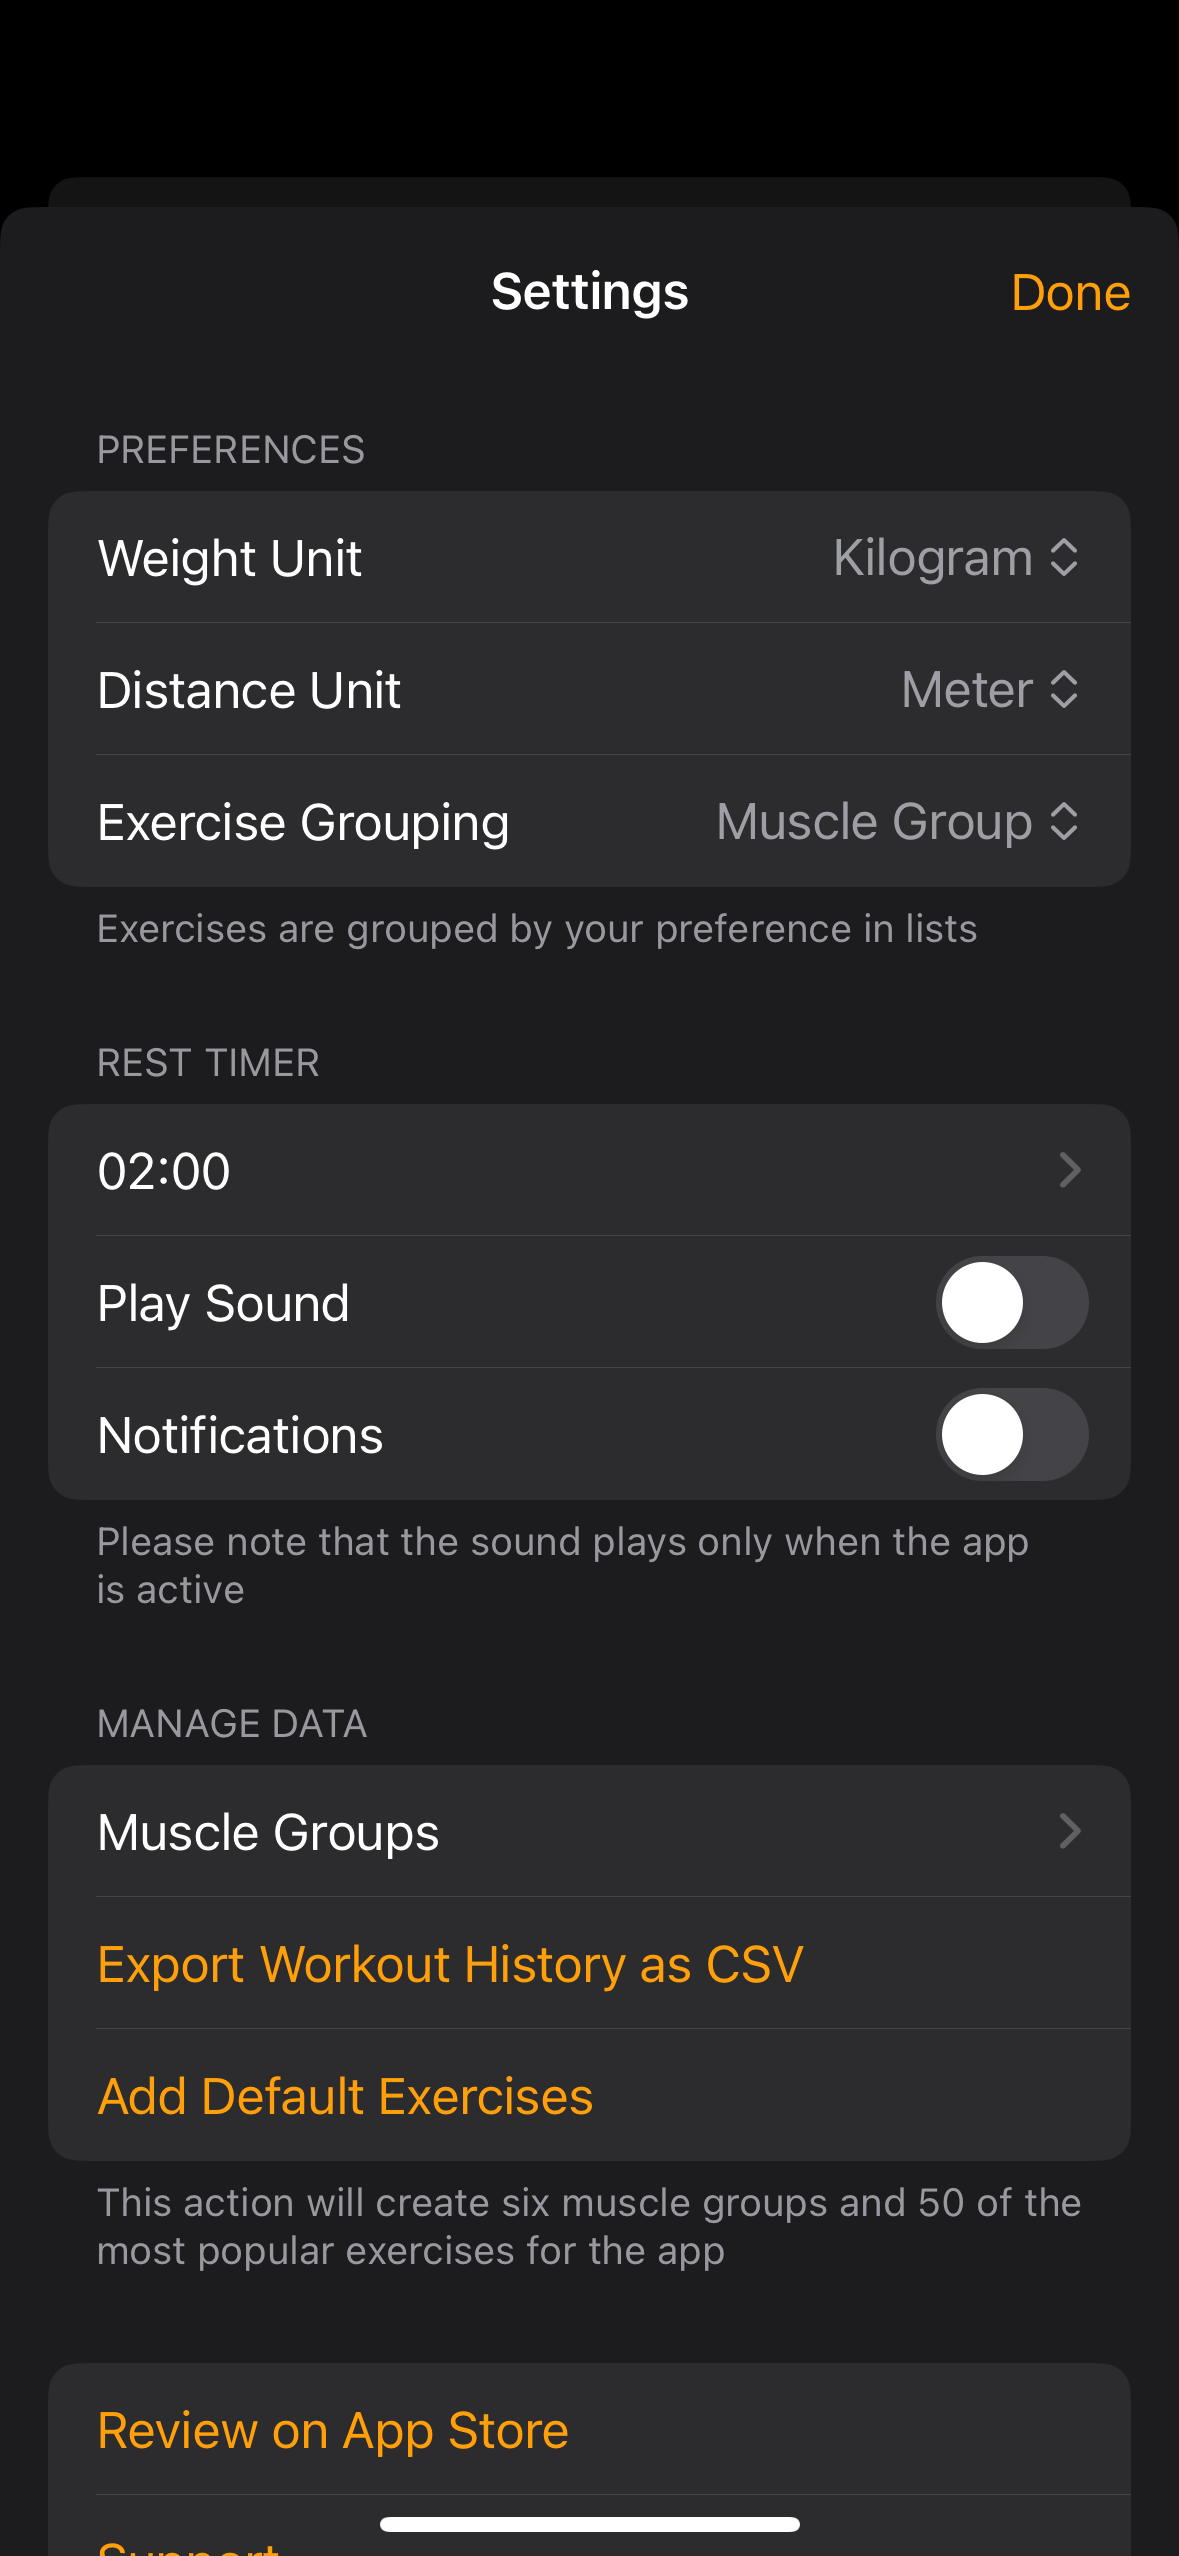 Settings
Done
PREFERENCES
Weight Unit
Kilogram
Distance Unit
Meter
Exercise Grouping
Muscle Group
Exercises are grouped by your preference in lists
REST TIMER
02:00
Play Sound
Notifications
Please note that the sound plays only when the app
is active
MANAGE DATA
Muscle Groups
Export Workout History as CSV
Add Default Exercises
This action will create six muscle groups and 50 of the
most popular exercises for the app
Review on App Store
Support